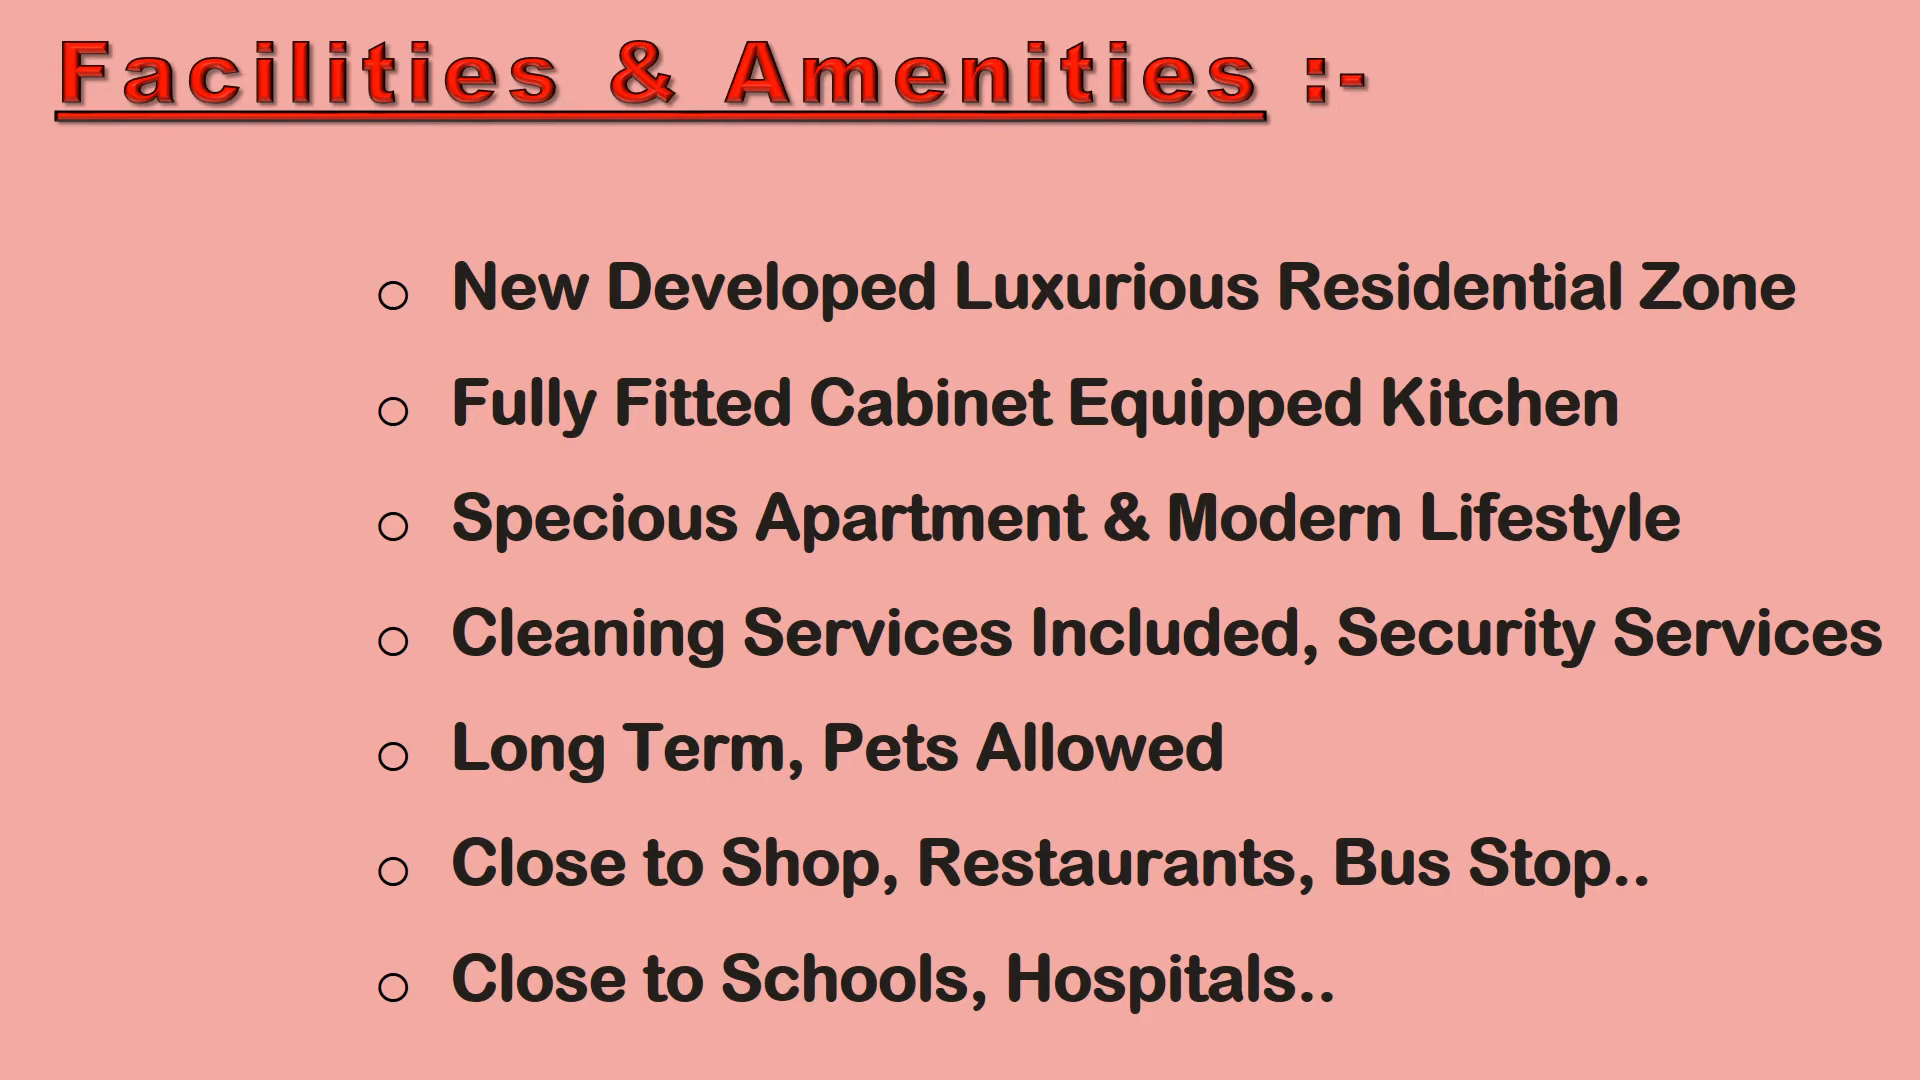 Facilities & Amenities :-
o New Developed Luxurious Residential Zone
o Fully Fitted Cabinet Equipped Kitchen
o Specious Apartment & Modern Lifestyle
o Cleaning Services Included, Security Services
o Long Term, Pets Allowed
o Close to Shop, Restaurants, Bus Stop..
o Close to Schools, Hospitals..